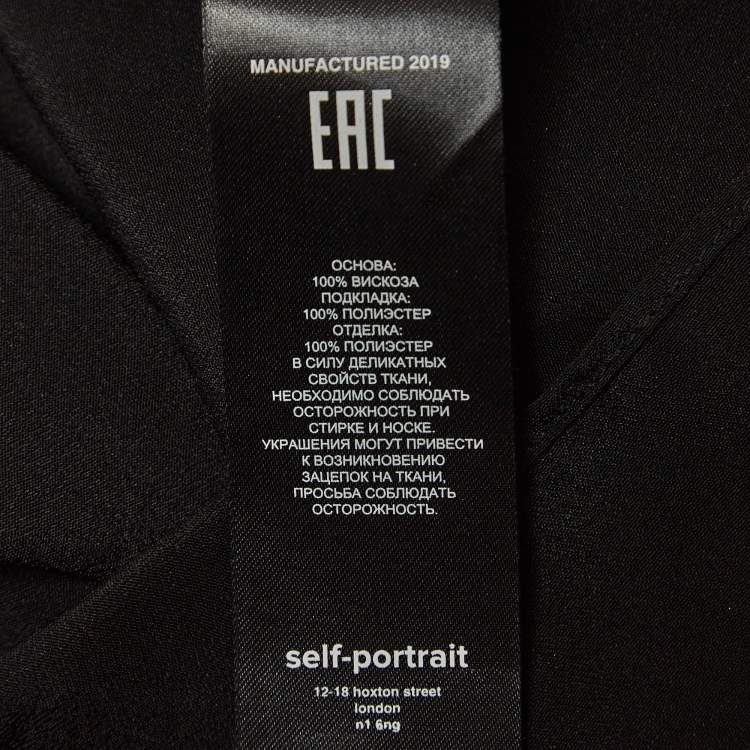 MANUFACTURED 2019
EAC
ОСНОВА:
100% ВИСКОЗА
ПОДКЛАДКА:
100% ПОЛИЭСТЕР
ОТДЕЛКА:
100% ПОЛИЭСТЕР
В СИЛУ ДЕЛИКАТНЫХ
СВОЙСТВ ТКАНИ,
НЕОБХОДИМО СОБЛЮДАТЬ
ОСТОРОЖНОСТЬ ПРИ
СТИРКЕ И НОСКЕ.
УКРАШЕНИЯ МОГУТ ПРИВЕСТИ
К ВОЗНИКНОВЕНИЮ
ЗАЦЕПОК НА ТКАНИ,
ПРОСЬБА СОБЛЮДАТЬ
ОСТОРОЖНОСТЬ.
self-portrait
12-18 hoxton street
london
n1 6ng